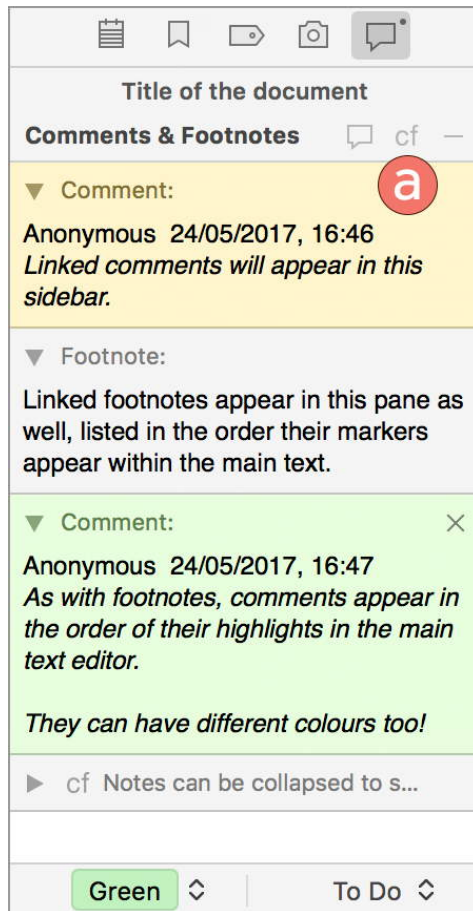 Title of the document
Comments & Footnotes cf
a
Comment:
Anonymous 24/05/2017, 16:46
Linked comments will appear in this
sidebar.
Footnote:
Linked footnotes appear in this pane as
well, listed in the order their markers
appear within the main text.
Comment:
Anonymous 24/05/2017, 16:47
As with footnotes, comments appear in
the order of their highlights in the main
text editor.
They can have different colours too!
cf Notes can be collapsed to s...
Green To Do